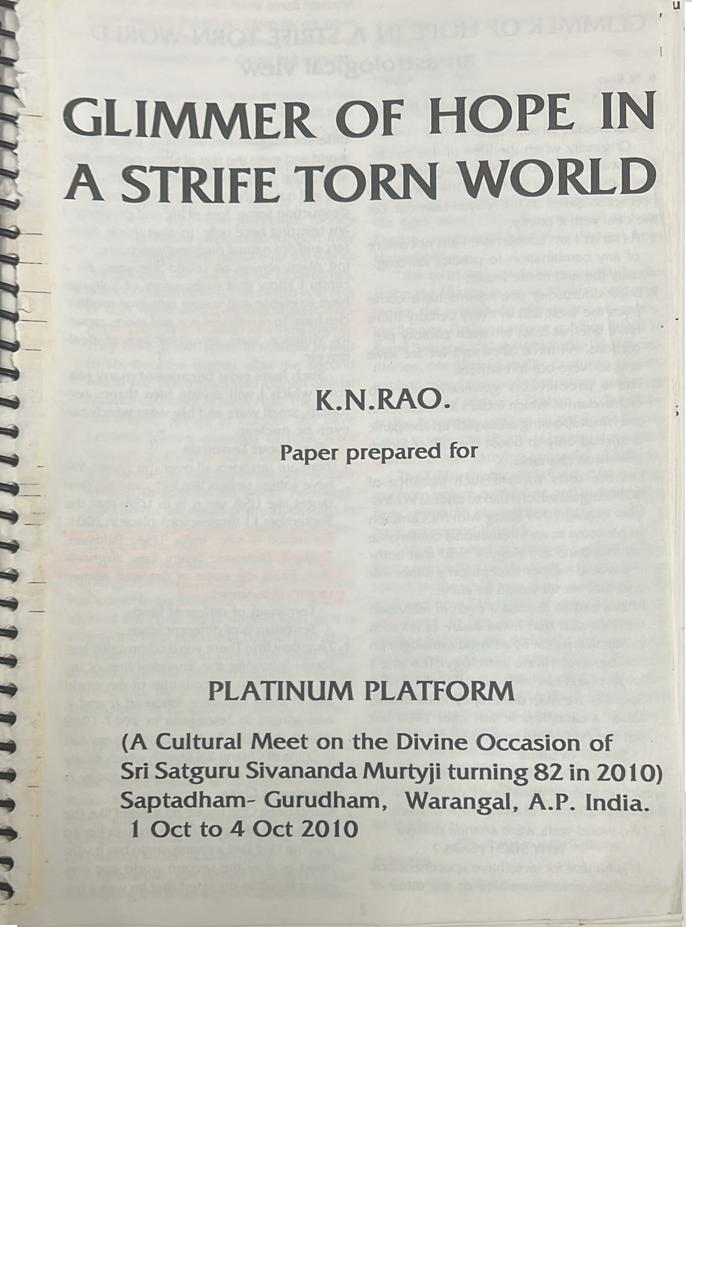 GLIMMER OF HOPE IN
A STRIFE TORN WORLD
K.N.RAO.
Paper prepared for
PLATINUM PLATFORM
(A Cultural Meet on the Divine Occasion of
Sri Satguru Sivananda Murtyji turning 82 in 2010)
Saptadham- Gurudham, Warangal, A.P. India.
1 Oct to 4 Oct 2010